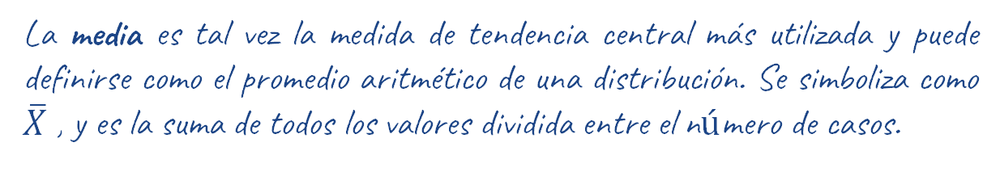 La media es tal vez la medida de tendencia central más utilizada y puede
definirse como el promedio aritmético de una distribución. Se simboliza como
X̅ , y es la suma de todos los valores dividida entre el número de casos.